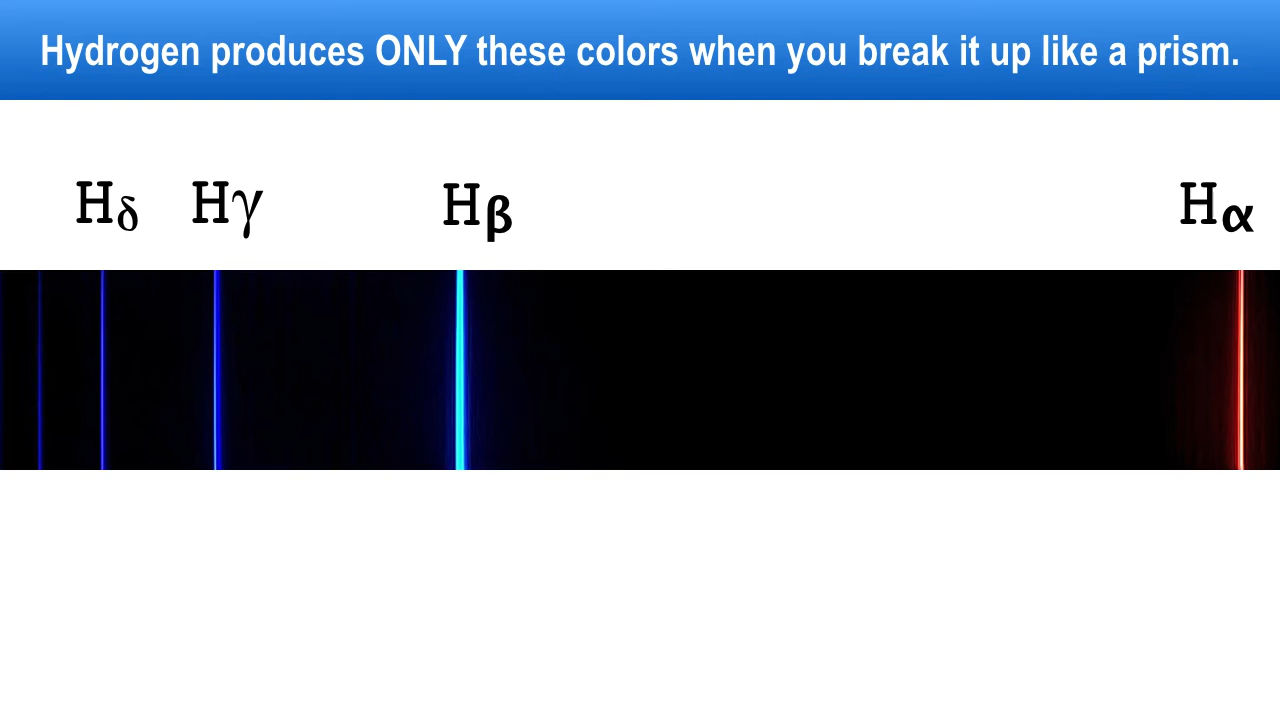 Hydrogen produces ONLY these colors when you break it up like a prism.
Hδ Hγ Hβ Hα